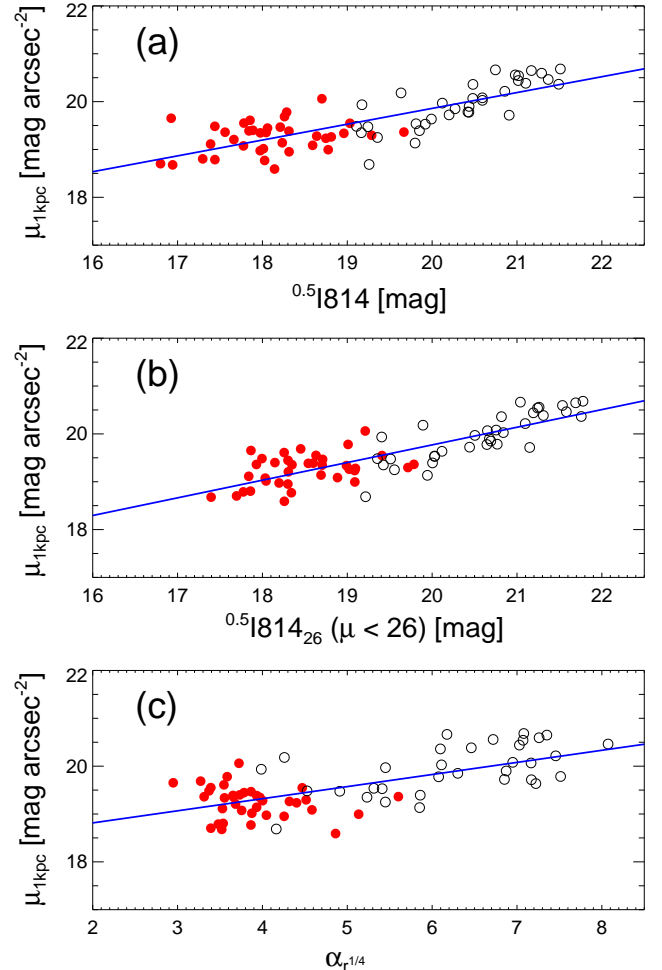 (a)
22
20
18
μ1kpc [mag arcsec-2]
16 17 18 19 20 21 22
0.5I814 [mag]
(b)
22
20
18
μ1kpc [mag arcsec-2]
16 17 18 19 20 21 22
0.5I81426 (μ < 26) [mag]
(c)
22
20
18
μ1kpc [mag arcsec-2]
2 3 4 5 6 7 8
αr1/4